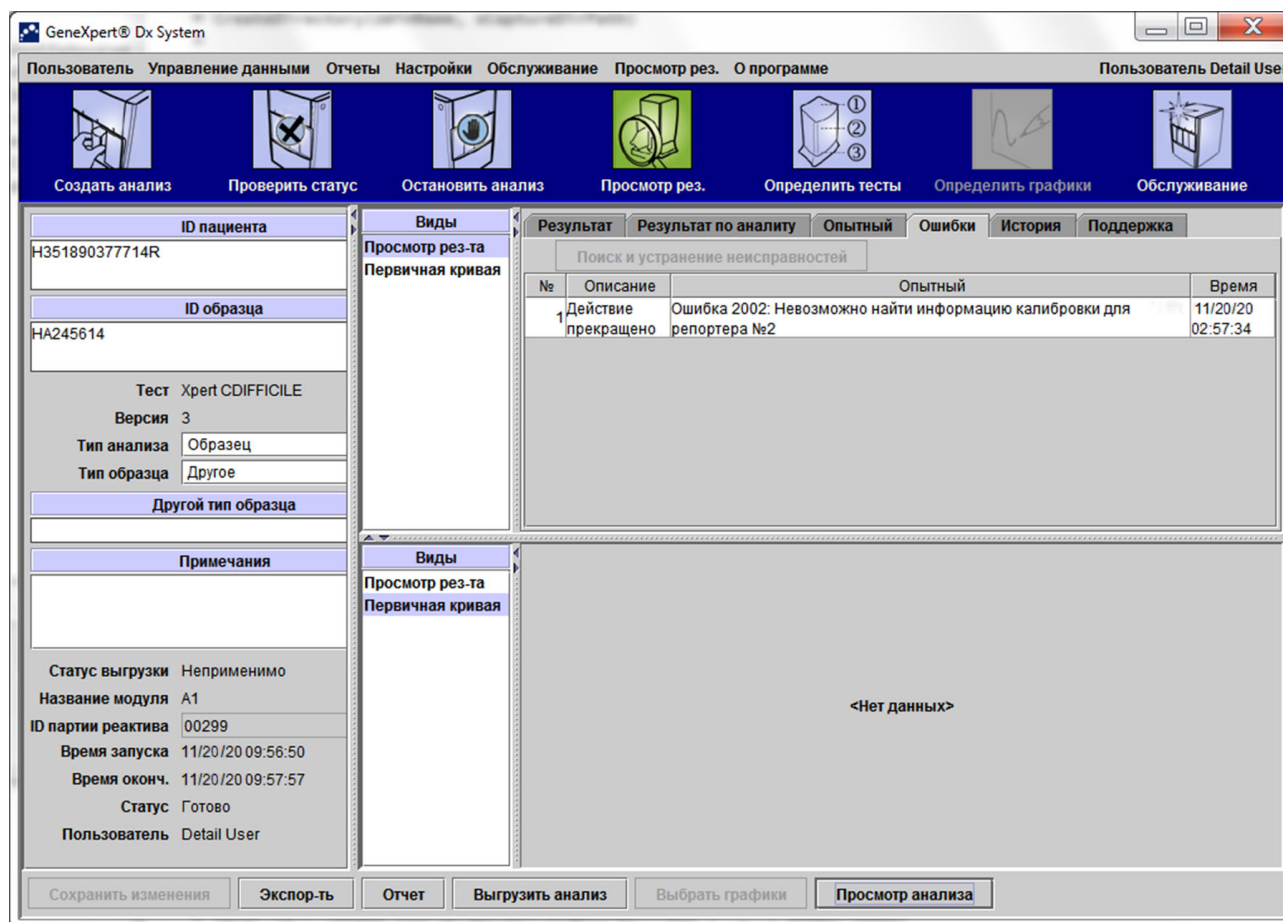 GeneXpert® Dx System
Пользователь Управление данными Отчеты Настройки Обслуживание Просмотр рез. О программе Пользователь Detail User
Создать анализ Проверить статус Остановить анализ Просмотр рез. Определить тесты Определить графики Обслуживание
ID пациента
H351890377714R
ID образца
HA245614
Тест Xpert CDIFFICILE
Версия 3
Тип анализа Образец
Тип образца Другое
Другой тип образца
Примечания
Статус выгрузки Неприменимо
Название модуля A1
ID партии реактива 00299
Время запуска 11/20/20 09:56:50
Время оконч. 11/20/20 09:57:57
Статус Готово
Пользователь Detail User
Виды
Просмотр рез-та
Первичная кривая
Результат Результат по аналиту Опытный Ошибки История Поддержка
Поиск и устранение неисправностей
№ Описание Опытный Время
1 Действие прекращено Ошибка 2002: Невозможно найти информацию калибровки для репортера №2 11/20/20 02:57:34
Виды
Просмотр рез-та
Первичная кривая
<Нет данных>
Сохранить изменения Экспор-ть Отчет Выгрузить анализ Выбрать графики Просмотр анализа